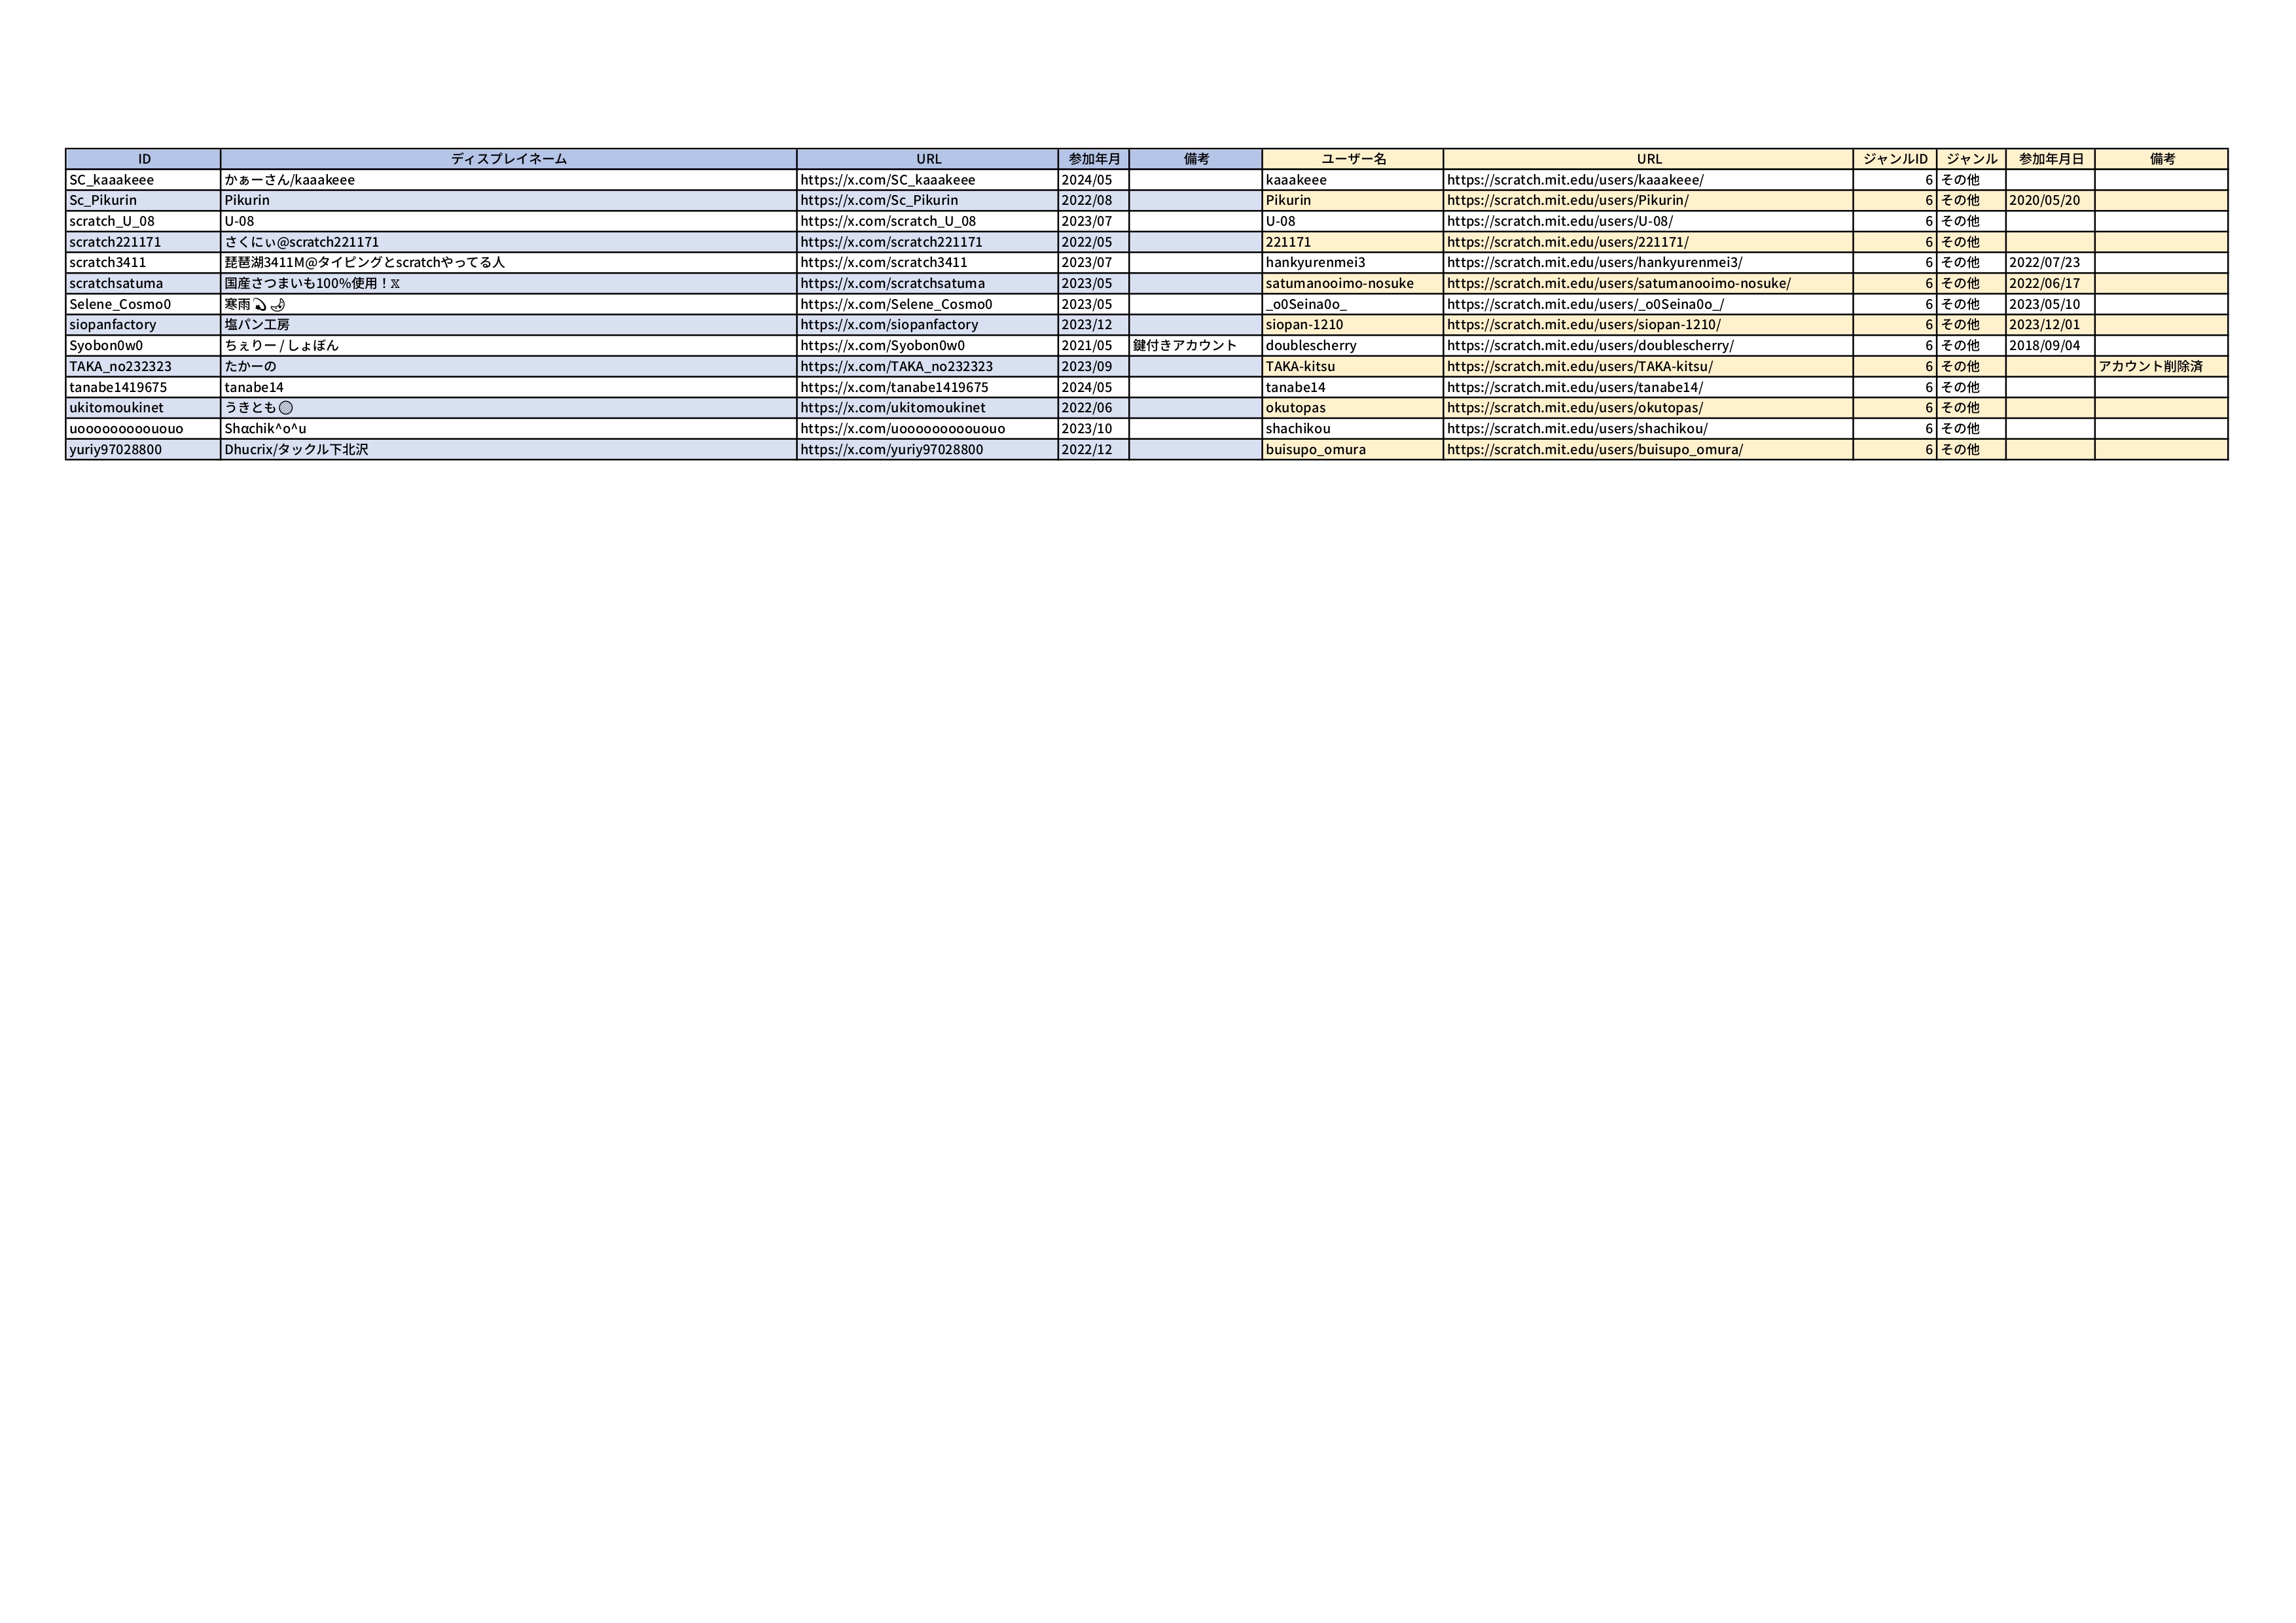 ID ディスプレイネーム URL 参加年月 備考 ユーザー名 URL ジャンルID ジャンル 参加年月日 備考
SC_kaaakeee かぁーさん/kaaakeee https://x.com/SC_kaaakeee 2024/05 kaaakeee https://scratch.mit.edu/users/kaaakeee/ 6 その他
Sc_Pikurin Pikurin https://x.com/Sc_Pikurin 2022/08 Pikurin https://scratch.mit.edu/users/Pikurin/ 6 その他 2020/05/20
scratch_U_08 U-08 https://x.com/scratch_U_08 2023/07 U-08 https://scratch.mit.edu/users/U-08/ 6 その他
scratch221171 さくにぃ@scratch221171 https://x.com/scratch221171 2022/05 221171 https://scratch.mit.edu/users/221171/ 6 その他
scratch3411 琵琶湖3411M@タイピングとscratchやってる人 https://x.com/scratch3411 2023/07 hankyurenmei3 https://scratch.mit.edu/users/hankyurenmei3/ 6 その他 2022/07/23
scratchsatuma 国産さつまいも100%使用！𝕏 https://x.com/scratchsatuma 2023/05 satumanooimo-nosuke https://scratch.mit.edu/users/satumanooimo-nosuke/ 6 その他 2022/06/17
Selene_Cosmo0 寒雨💫🌙 https://x.com/Selene_Cosmo0 2023/05 _o0Seina0o_ https://scratch.mit.edu/users/_o0Seina0o_/ 6 その他 2023/05/10
siopanfactory 塩パン工房 https://x.com/siopanfactory 2023/12 siopan-1210 https://scratch.mit.edu/users/siopan-1210/ 6 その他 2023/12/01
Syobon0w0 ちぇりー / しょぼん https://x.com/Syobon0w0 2021/05 鍵付きアカウント doublescherry https://scratch.mit.edu/users/doublescherry/ 6 その他 2018/09/04
TAKA_no232323 たかーの https://x.com/TAKA_no232323 2023/09 TAKA-kitsu https://scratch.mit.edu/users/TAKA-kitsu/ 6 その他 アカウント削除済
tanabe1419675 tanabe14 https://x.com/tanabe1419675 2024/05 tanabe14 https://scratch.mit.edu/users/tanabe14/ 6 その他
ukitomoukinet うきとも https://x.com/ukitomoukinet 2022/06 okutopas https://scratch.mit.edu/users/okutopas/ 6 その他
uoooooooooouuouo Shαchik^o^u 2023/10 shachikou https://scratch.mit.edu/users/shachikou/ 6 その他
yuriy97028800 Dhucrix/タックル下北沢 https://x.com/yuriy97028800 2022/12 buisupo_omura https://scratch.mit.edu/users/buisupo_omura/ 6 その他